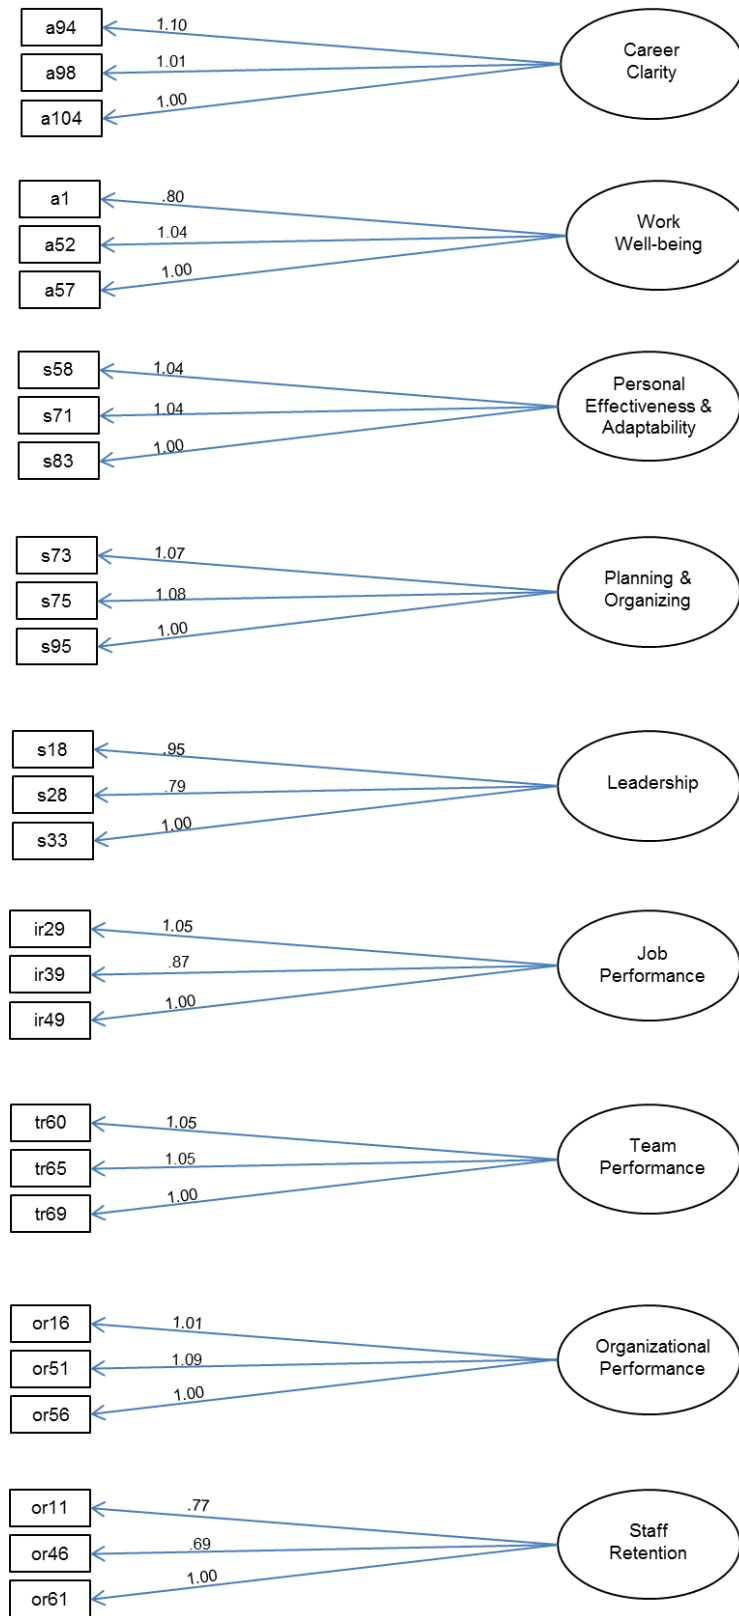 a94
1.10
a98
1.01
a104
1.00
Career
Clarity
a1
.80
a52
1.04
a57
1.00
Work
Well-being
s58
1.04
s71
1.04
s83
1.00
Personal
Effectiveness &
Adaptability
s73
1.07
s75
1.08
s95
1.00
Planning &
Organizing
s18
.95
s28
.79
s33
1.00
Leadership
ir29
1.05
ir39
.87
ir49
1.00
Job
Performance
tr60
1.05
tr65
1.05
tr69
1.00
Team
Performance
or16
1.01
or51
1.09
or56
1.00
Organizational
Performance
or11
.77
or46
.69
or61
1.00
Staff
Retention